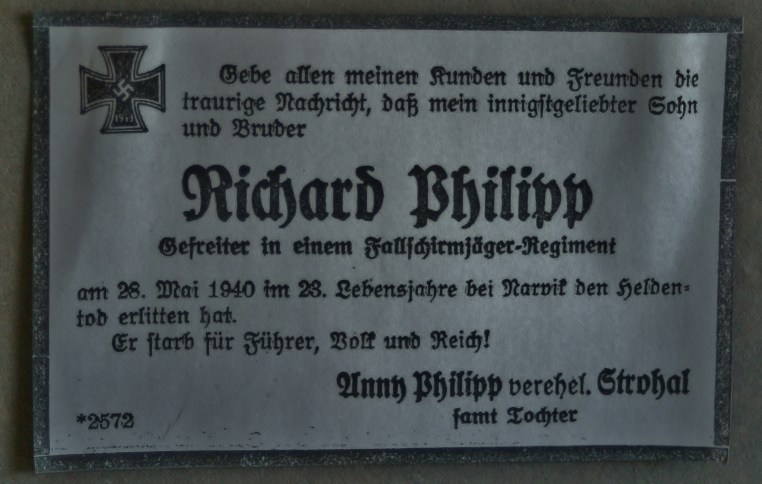 Gebe allen meinen Kunden und Freunden die
traurige Nachricht, daß mein innigstgeliebter Sohn
und Bruder
Richard Philipp
Gefreiter in einem Fallschirmjäger-Regiment
am 28. Mai 1940 im 23. Lebensjahre bei Narvik den Helden-
tod erlitten hat.
Er starb für Führer, Volk und Reich!
Anny Philipp verehel. Strohal
samt Tochter
*2572